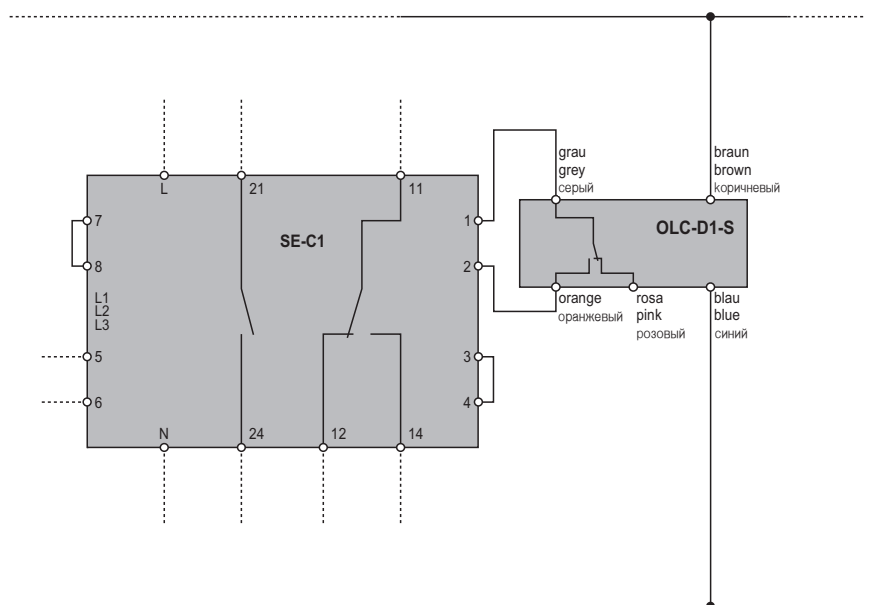 grau
grey
серый
braun
brown
коричневый
L
21
11
7
1
SE-C1
OLC-D1-S
8
2
L1
L2
L3
orange
оранжевый
rosa
pink
розовый
blau
blue
синий
5
3
6
4
N
24
12
14